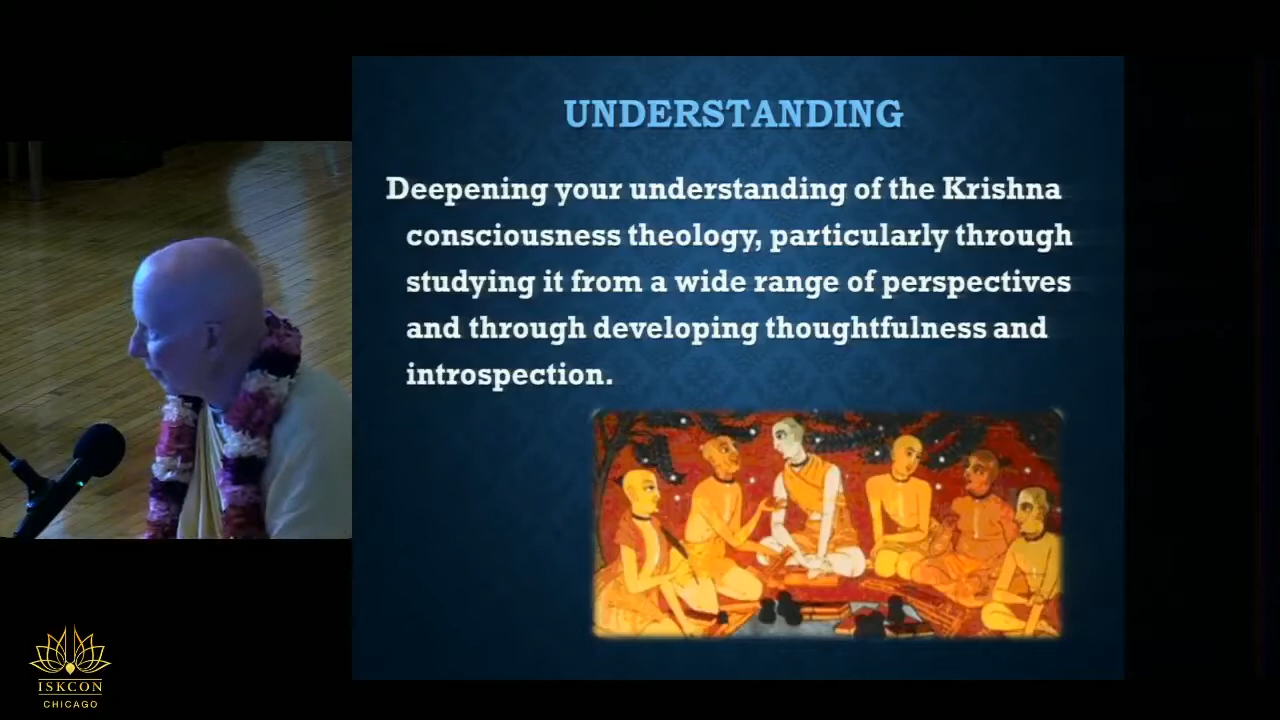 UNDERSTANDING
Deepening your understanding of the Krishna
consciousness theology, particularly through
studying it from a wide range of perspectives
and through developing thoughtfulness and
introspection.
ISKCON
CHICAGO